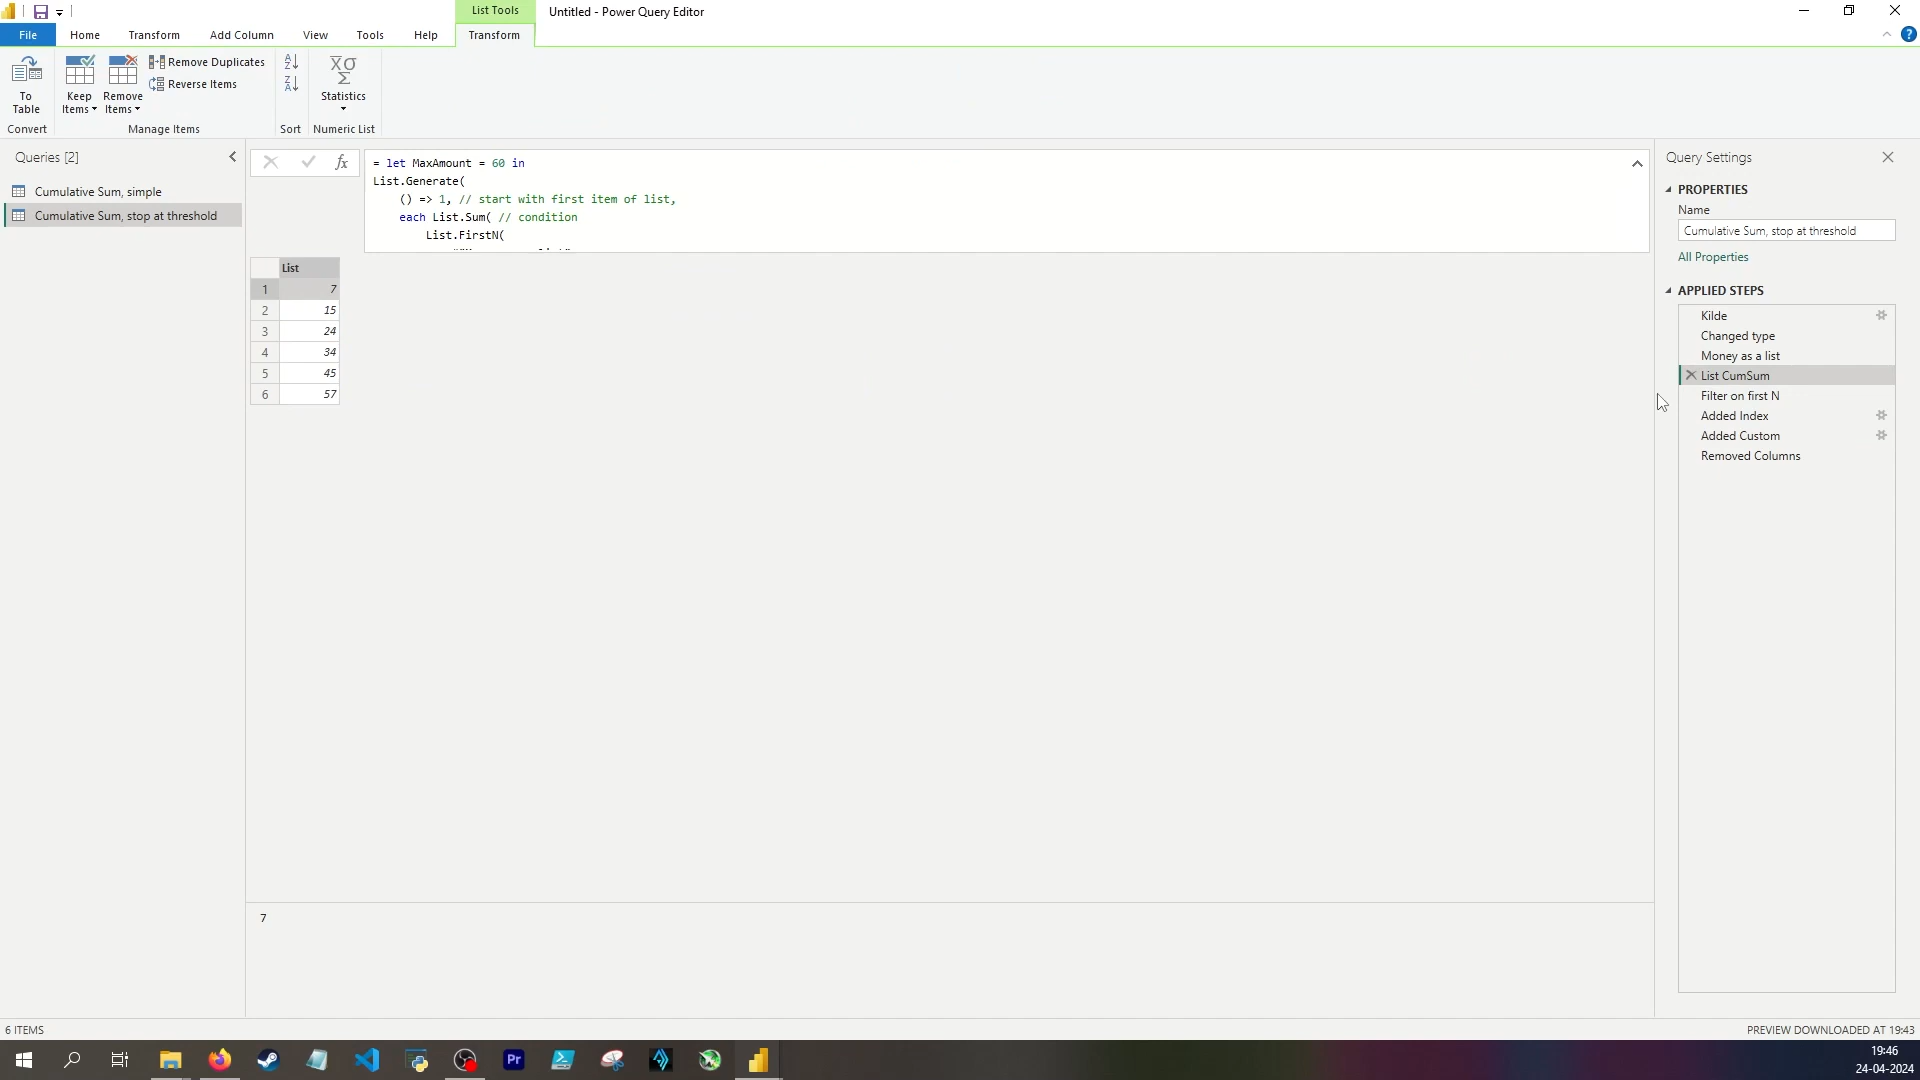 List Tools
Untitled - Power Query Editor
File
Home
Transform
Add Column
View
Tools
Help
Transform
To Table
Keep Items
Remove Items
Remove Duplicates
Reverse Items
Statistics
Convert
Manage Items
Sort
Numeric List
Queries [2]
Cumulative Sum, simple
Cumulative Sum, stop at threshold
fx
= let MaxAmount = 60 in
List.Generate(
() => 1, // start with first item of list,
each List.Sum( // condition
List.FirstN(
List
1 7
2 15
3 24
4 34
5 45
6 57
7
Query Settings
PROPERTIES
Name
Cumulative Sum, stop at threshold
All Properties
APPLIED STEPS
Kilde
Changed type
Money as a list
List CumSum
Filter on first N
Added Index
Added Custom
Removed Columns
6 ITEMS
PREVIEW DOWNLOADED AT 19:43
Pr
19:46
24-04-2024